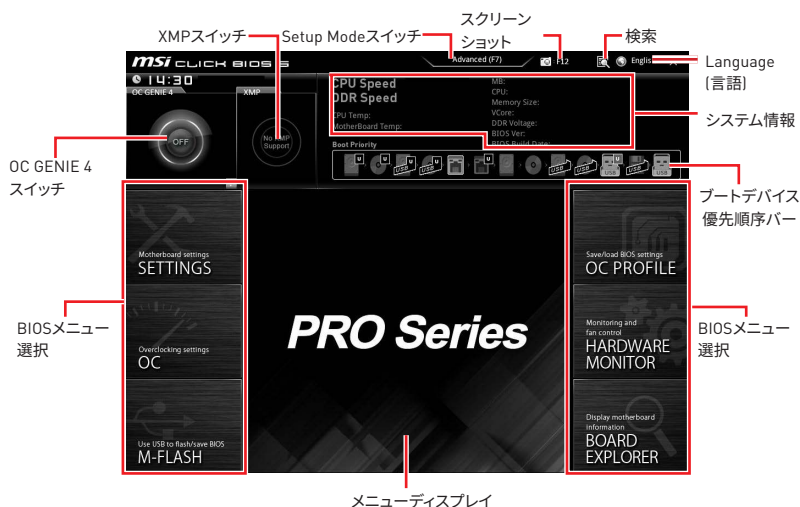 スクリーン
ショット
XMPスイッチ
Setup Modeスイッチ
検索
Language
(言語)
msi CLICK BIOS 5
Advanced (F7)
F12
English
14:30
OC GENIE 4
XMP
OFF
No XMP
Support
CPU Speed
DDR Speed
CPU Temp:
MotherBoard Temp:
MB:
CPU:
Memory Size:
VCore:
DDR Voltage:
BIOS Ver:
BIOS Build Date:
システム情報
Boot Priority
U
U
U
USB
U
USB
U
USB
USB
U
USB
USB
USB
OC GENIE 4
スイッチ
ブートデバイス
優先順序バー
Motherboard settings
SETTINGS
Overclocking settings
OC
Use USB to flash/save BIOS
M-FLASH
BIOSメニュー
選択
PRO Series
Save/load BIOS settings
OC PROFILE
Monitoring and
fan control
HARDWARE
MONITOR
Display motherboard
information
BOARD
EXPLORER
BIOSメニュー
選択
メニューディスプレイ